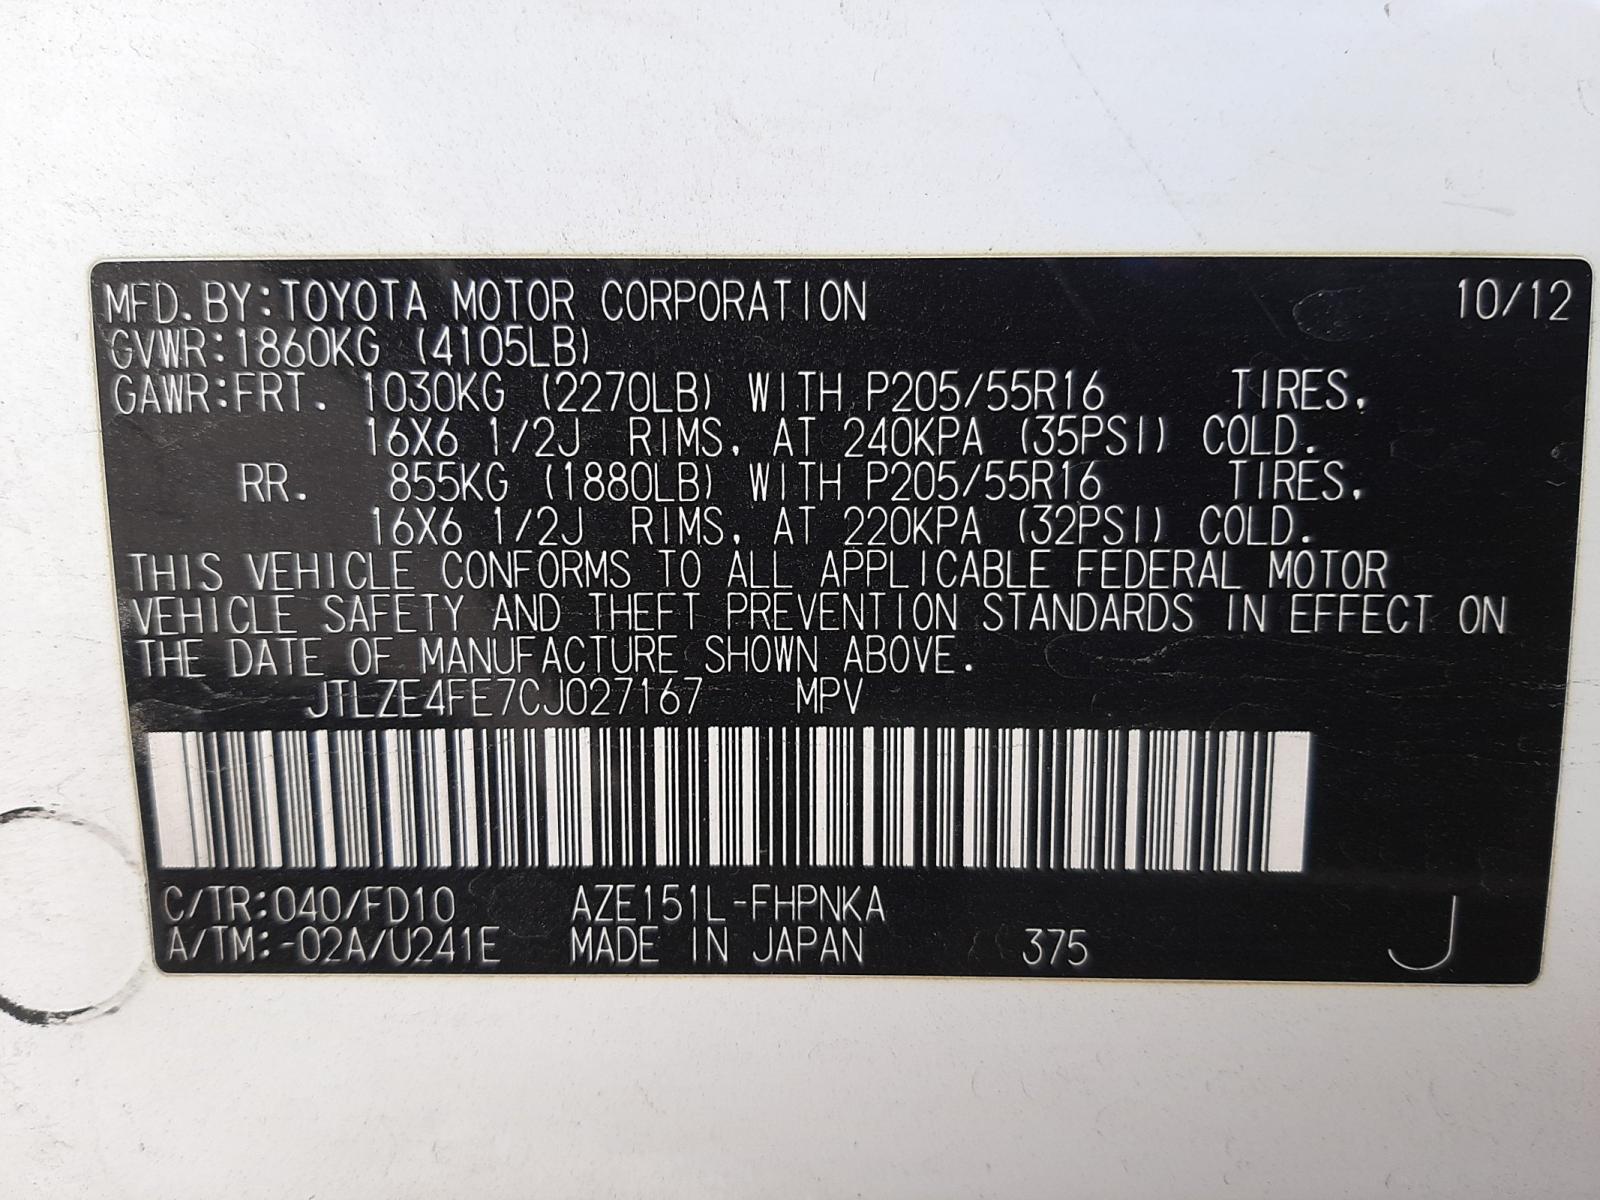 MFD. BY: TOYOTA MOTOR CORPORATION 10/12
GVWR: 1860KG (4105LB)
GAWR: FRT. 1030KG (2270LB) WITH P205/55R16 TIRES,
16X6 1/2J RIMS, AT 240KPA (35PSI) COLD.
RR. 855KG (1880LB) WITH P205/55R16 TIRES,
16X6 1/2J RIMS, AT 220KPA (32PSI) COLD.
THIS VEHICLE CONFORMS TO ALL APPLICABLE FEDERAL MOTOR
VEHICLE SAFETY AND THEFT PREVENTION STANDARDS IN EFFECT ON
THE DATE OF MANUFACTURE SHOWN ABOVE.
JTLZE4FE7CJ027167 MPV
C/TR: 040/FD10 AZE151L-FHPNKA
A/TM: -02A/U241E MADE IN JAPAN 375 J